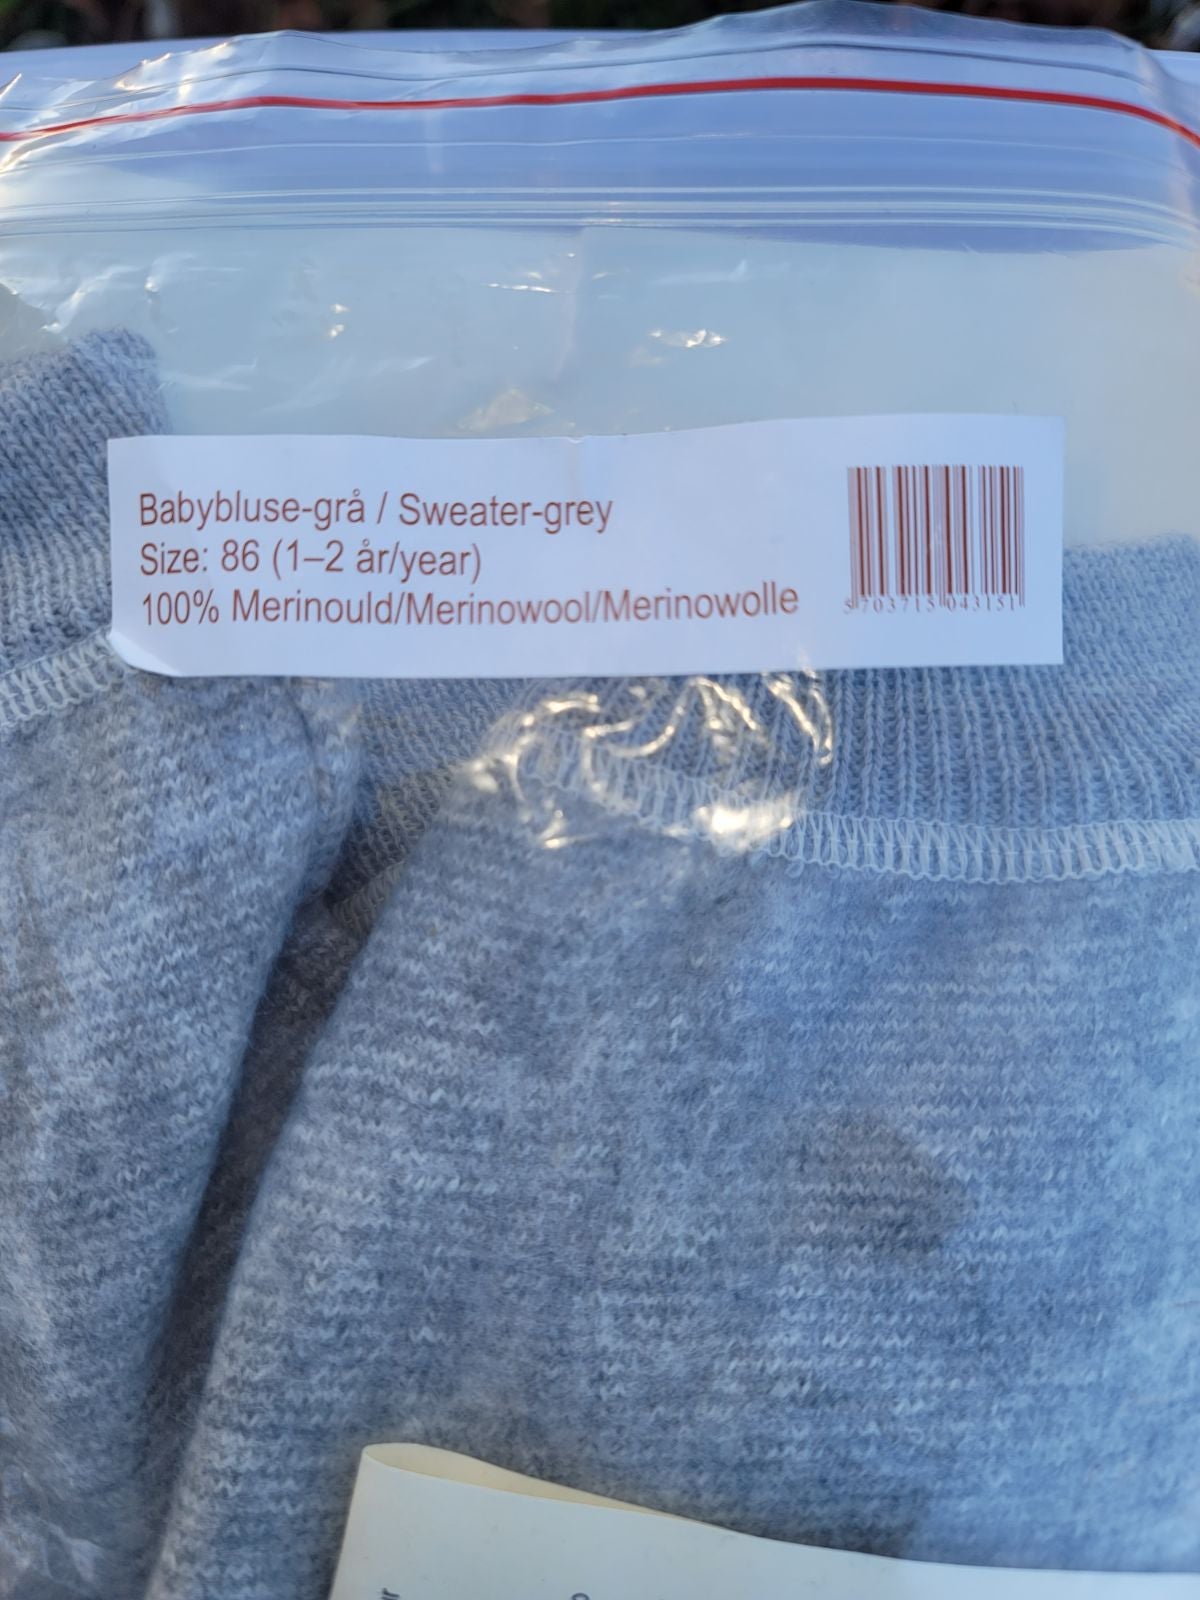 Babybluse-grå / Sweater-grey
Size: 86 (1–2 år/year)
100% Merinould/Merinowool/Merinowolle
5 703715 043151